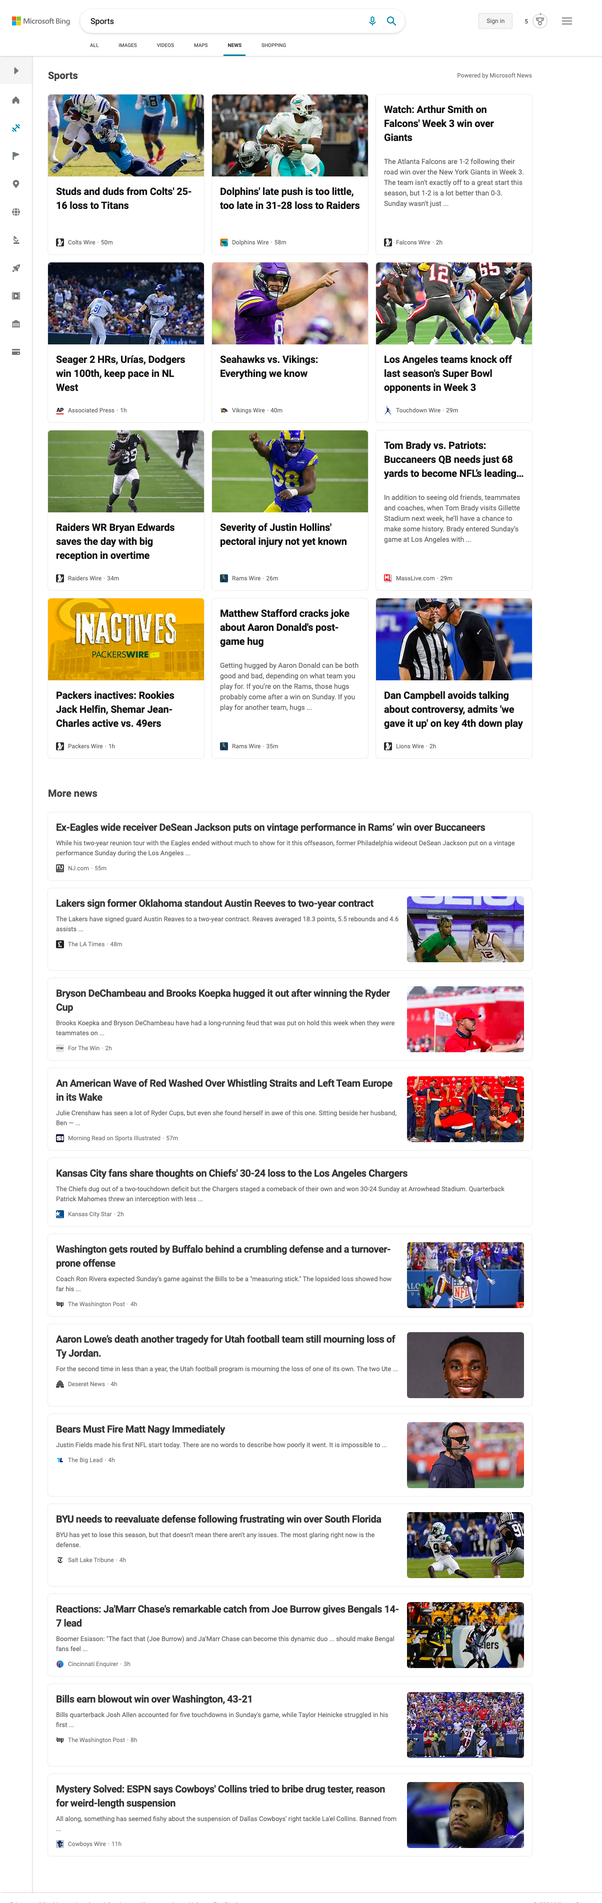 Microsoft Bing
Sports
Sign in
5
ALL
IMAGES
VIDEOS
MAPS
NEWS
SHOPPING
Sports
Powered by Microsoft News
Studs and duds from Colts' 25-
16 loss to Titans
Colts Wire · 50m
Dolphins' late push is too little,
too late in 31-28 loss to Raiders
Dolphins Wire · 58m
Watch: Arthur Smith on
Falcons' Week 3 win over
Giants
The Atlanta Falcons are 1-2 following their
road win over the New York Giants in Week 3.
The team isn't exactly off to a great start this
season, but 1-2 is a lot better than 0-3.
Sunday wasn't just ...
Falcons Wire · 2h
Seager 2 HRs, Urías, Dodgers
win 100th, keep pace in NL
West
AP
Associated Press · 1h
Seahawks vs. Vikings:
Everything we know
Vikings Wire · 40m
Los Angeles teams knock off
last season's Super Bowl
opponents in Week 3
Touchdown Wire · 29m
Raiders WR Bryan Edwards
saves the day with big
reception in overtime
Raiders Wire · 34m
Severity of Justin Hollins'
pectoral injury not yet known
Rams Wire · 26m
Tom Brady vs. Patriots:
Buccaneers QB needs just 68
yards to become NFL's leading...
In addition to seeing old friends, teammates
and coaches, when Tom Brady visits Gillette
Stadium next week, he'll have a chance to
make some history. Brady entered Sunday's
game at Los Angeles with ...
MassLive.com · 29m
INACTIVES
PACKERSWIRE
Packers inactives: Rookies
Jack Helfin, Shemar Jean-
Charles active vs. 49ers
Packers Wire · 1h
Matthew Stafford cracks joke
about Aaron Donald's post-
game hug
Getting hugged by Aaron Donald can be both
good and bad, depending on what team you
play for. If you're on the Rams, those hugs
probably come after a win on Sunday. If you
play for another team, hugs ...
Rams Wire · 35m
Dan Campbell avoids talking
about controversy, admits 'we
gave it up' on key 4th down play
Lions Wire · 2h
More news
Ex-Eagles wide receiver DeSean Jackson puts on vintage performance in Rams' win over Buccaneers
While his two-year reunion tour with the Eagles ended without much to show for it this offseason, former Philadelphia wideout DeSean Jackson put on a vintage
performance Sunday during the Los Angeles ...
NJ.com · 55m
Lakers sign former Oklahoma standout Austin Reeves to two-year contract
The Lakers have signed guard Austin Reaves to a two-year contract. Reaves averaged 18.3 points, 5.5 rebounds and 4.6
assists ...
The LA Times · 48m
Bryson DeChambeau and Brooks Koepka hugged it out after winning the Ryder
Cup
Brooks Koepka and Bryson DeChambeau have had a long-running feud that was put on hold this week when they were
teammates on ...
For The Win · 2h
An American Wave of Red Washed Over Whistling Straits and Left Team Europe
in its Wake
Julie Crenshaw has seen a lot of Ryder Cups, but even she found herself in awe of this one. Sitting beside her husband,
Ben — ...
Morning Read on Sports Illustrated · 57m
Kansas City fans share thoughts on Chiefs' 30-24 loss to the Los Angeles Chargers
The Chiefs dug out of a two-touchdown deficit but the Chargers staged a comeback of their own and won 30-24 Sunday at Arrowhead Stadium. Quarterback
Patrick Mahomes threw an interception with less ...
Kansas City Star · 2h
Washington gets routed by Buffalo behind a crumbling defense and a turnover-
prone offense
Coach Ron Rivera expected Sunday's game against the Bills to be a "measuring stick." The lopsided loss showed how
far his ...
The Washington Post · 4h
Aaron Lowe's death another tragedy for Utah football team still mourning loss of
Ty Jordan.
For the second time in less than a year, the Utah football program is mourning the loss of one of its own. The two Ute ...
Deseret News · 4h
Bears Must Fire Matt Nagy Immediately
Justin Fields made his first NFL start today. There are no words to describe how poorly it went. It is impossible to ...
The Big Lead · 4h
BYU needs to reevaluate defense following frustrating win over South Florida
BYU has yet to lose this season, but that doesn't mean there aren't any issues. The most glaring right now is the
defense.
Salt Lake Tribune · 4h
Reactions: Ja'Marr Chase's remarkable catch from Joe Burrow gives Bengals 14-
7 lead
Boomer Esiason: "The fact that (Joe Burrow) and Ja'Marr Chase can become this dynamic duo ... should make Bengal
fans feel ...
Cincinnati Enquirer · 3h
Bills earn blowout win over Washington, 43-21
Bills quarterback Josh Allen accounted for five touchdowns in Sunday's game, while Taylor Heinicke struggled in his
first ...
The Washington Post · 8h
Mystery Solved: ESPN says Cowboys' Collins tried to bribe drug tester, reason
for weird-length suspension
All along, something has seemed fishy about the suspension of Dallas Cowboys' right tackle La'el Collins. Banned from
...
Cowboys Wire · 11h